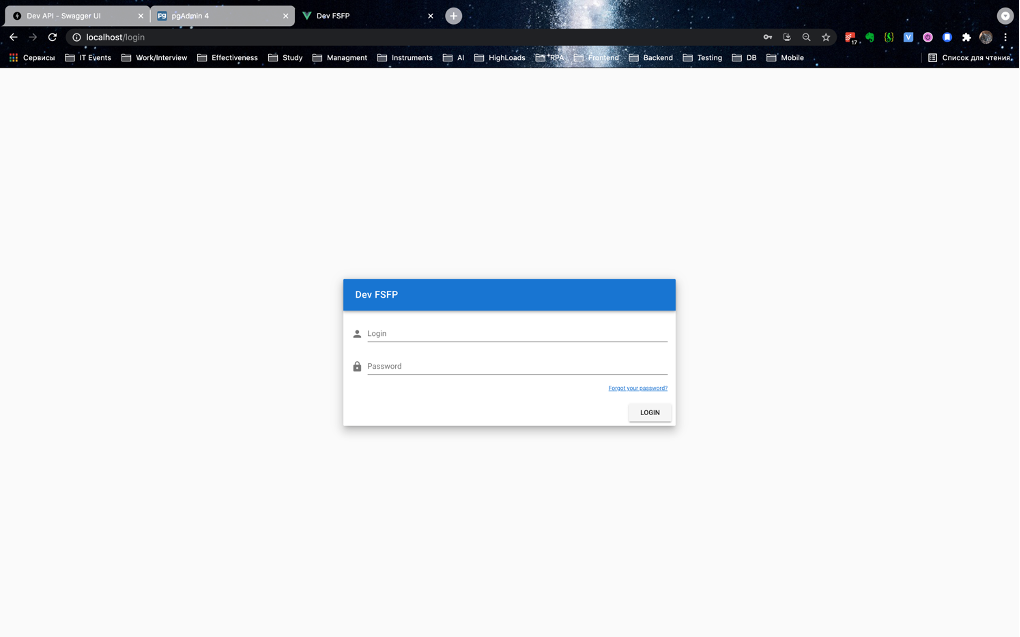 Dev API - Swagger UI
pgAdmin 4
Dev FSFP
localhost/login
12
Сервисы IT Events Work/Interview Effectiveness Study Managment Instruments AI HighLoads RPA Frontend Backend Testing DB Mobile Список для чтения
Dev FSFP
Login
Password
Forgot your password?
LOGIN